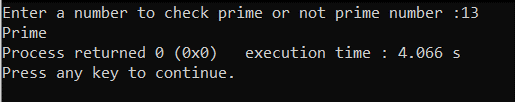 Enter a number to check prime or not prime number :13
Prime
Process returned 0 (0x0)   execution time : 4.066 s
Press any key to continue.